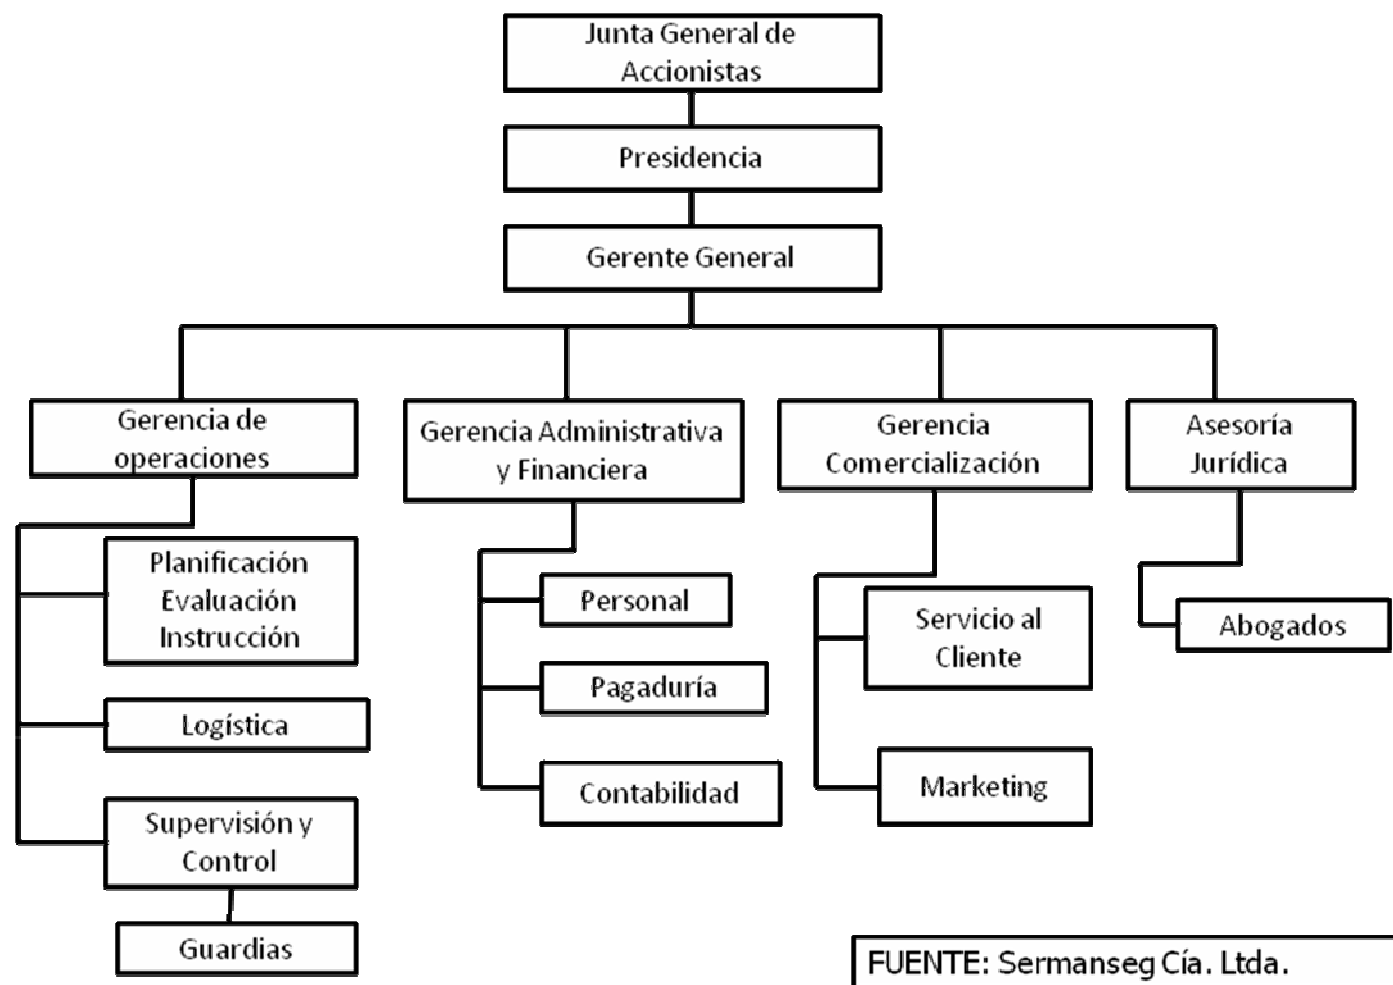 Junta General de
Accionistas
Presidencia
Gerente General
Gerencia de
operaciones
Gerencia Administrativa
y Financiera
Gerencia
Comercialización
Asesoría
Jurídica
Planificación
Evaluación
Instrucción
Logística
Supervisión y
Control
Guardias
Personal
Pagaduría
Contabilidad
Servicio al
Cliente
Marketing
Abogados
FUENTE: Sermanseg Cía. Ltda.